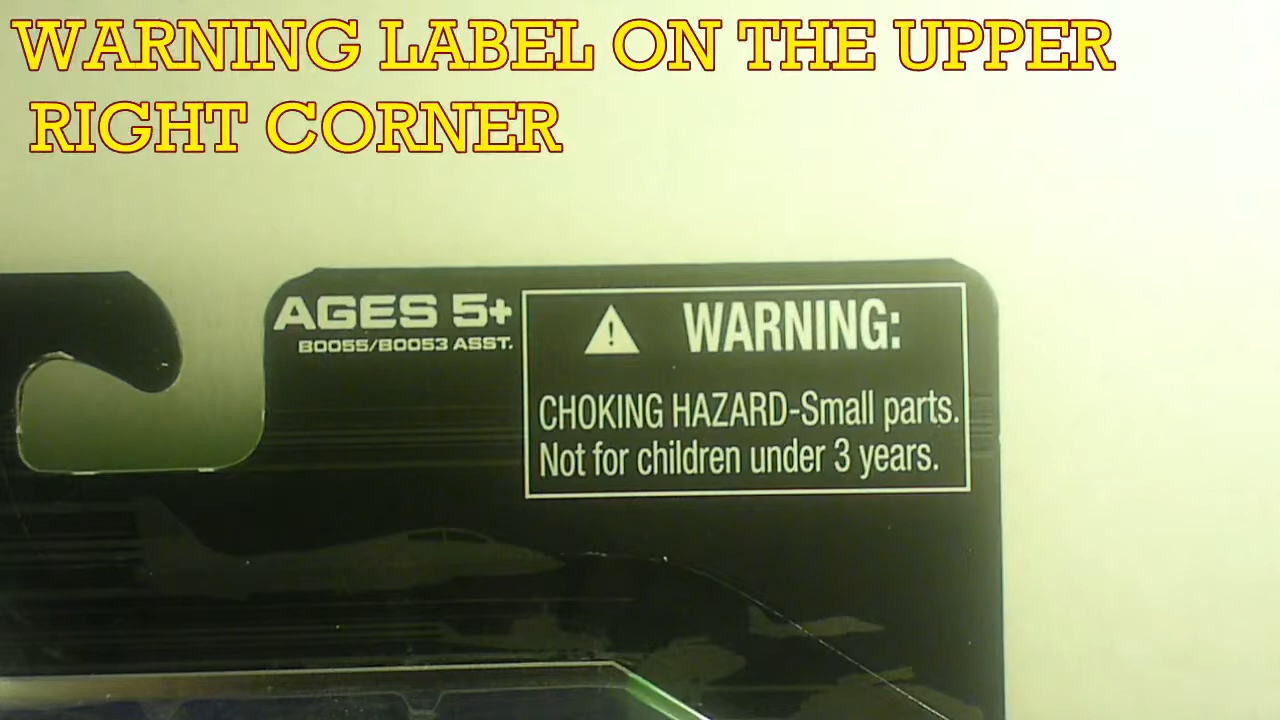 WARNING LABEL ON THE UPPER
RIGHT CORNER
AGES 5+
B0055/B0053 ASST.
WARNING:
CHOKING HAZARD-Small parts.
Not for children under 3 years.